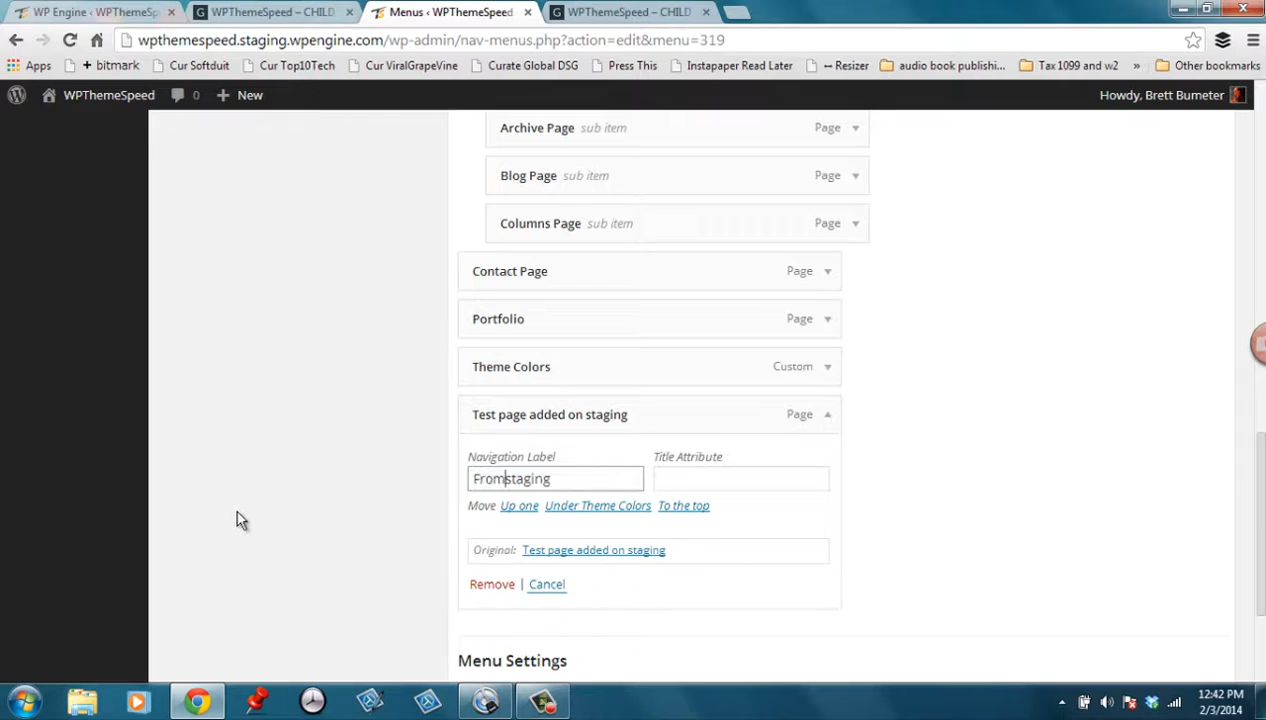 WP Engine ‹ WPThemeSpeed
WPThemeSpeed – CHILD
Menus ‹ WPThemeSpeed
WPThemeSpeed – CHILD
wpthemespeed.staging.wpengine.com/wp-admin/nav-menus.php?action=edit&menu=319
Apps
+ bitmark
Cur Softduit
Cur Top10Tech
Cur ViralGrapeVine
Curate Global DSG
Press This
Instapaper Read Later
↔ Resizer
audio book publishi...
Tax 1099 and w2
»
Other bookmarks
WPThemeSpeed
0
+ New
Howdy, Brett Bumeter
Archive Page sub item Page
Blog Page sub item Page
Columns Page sub item Page
Contact Page Page
Portfolio Page
Theme Colors Custom
Test page added on staging Page
Navigation Label Title Attribute
Fromstaging
Move Up one Under Theme Colors To the top
Original: Test page added on staging
Remove | Cancel
Menu Settings
12:42 PM
2/3/2014